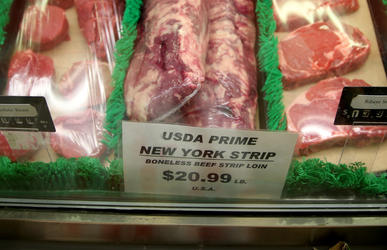 USDA PRIME
NEW YORK STRIP
BONELESS BEEF STRIP LOIN
$20.99 LB.
U.S.A.